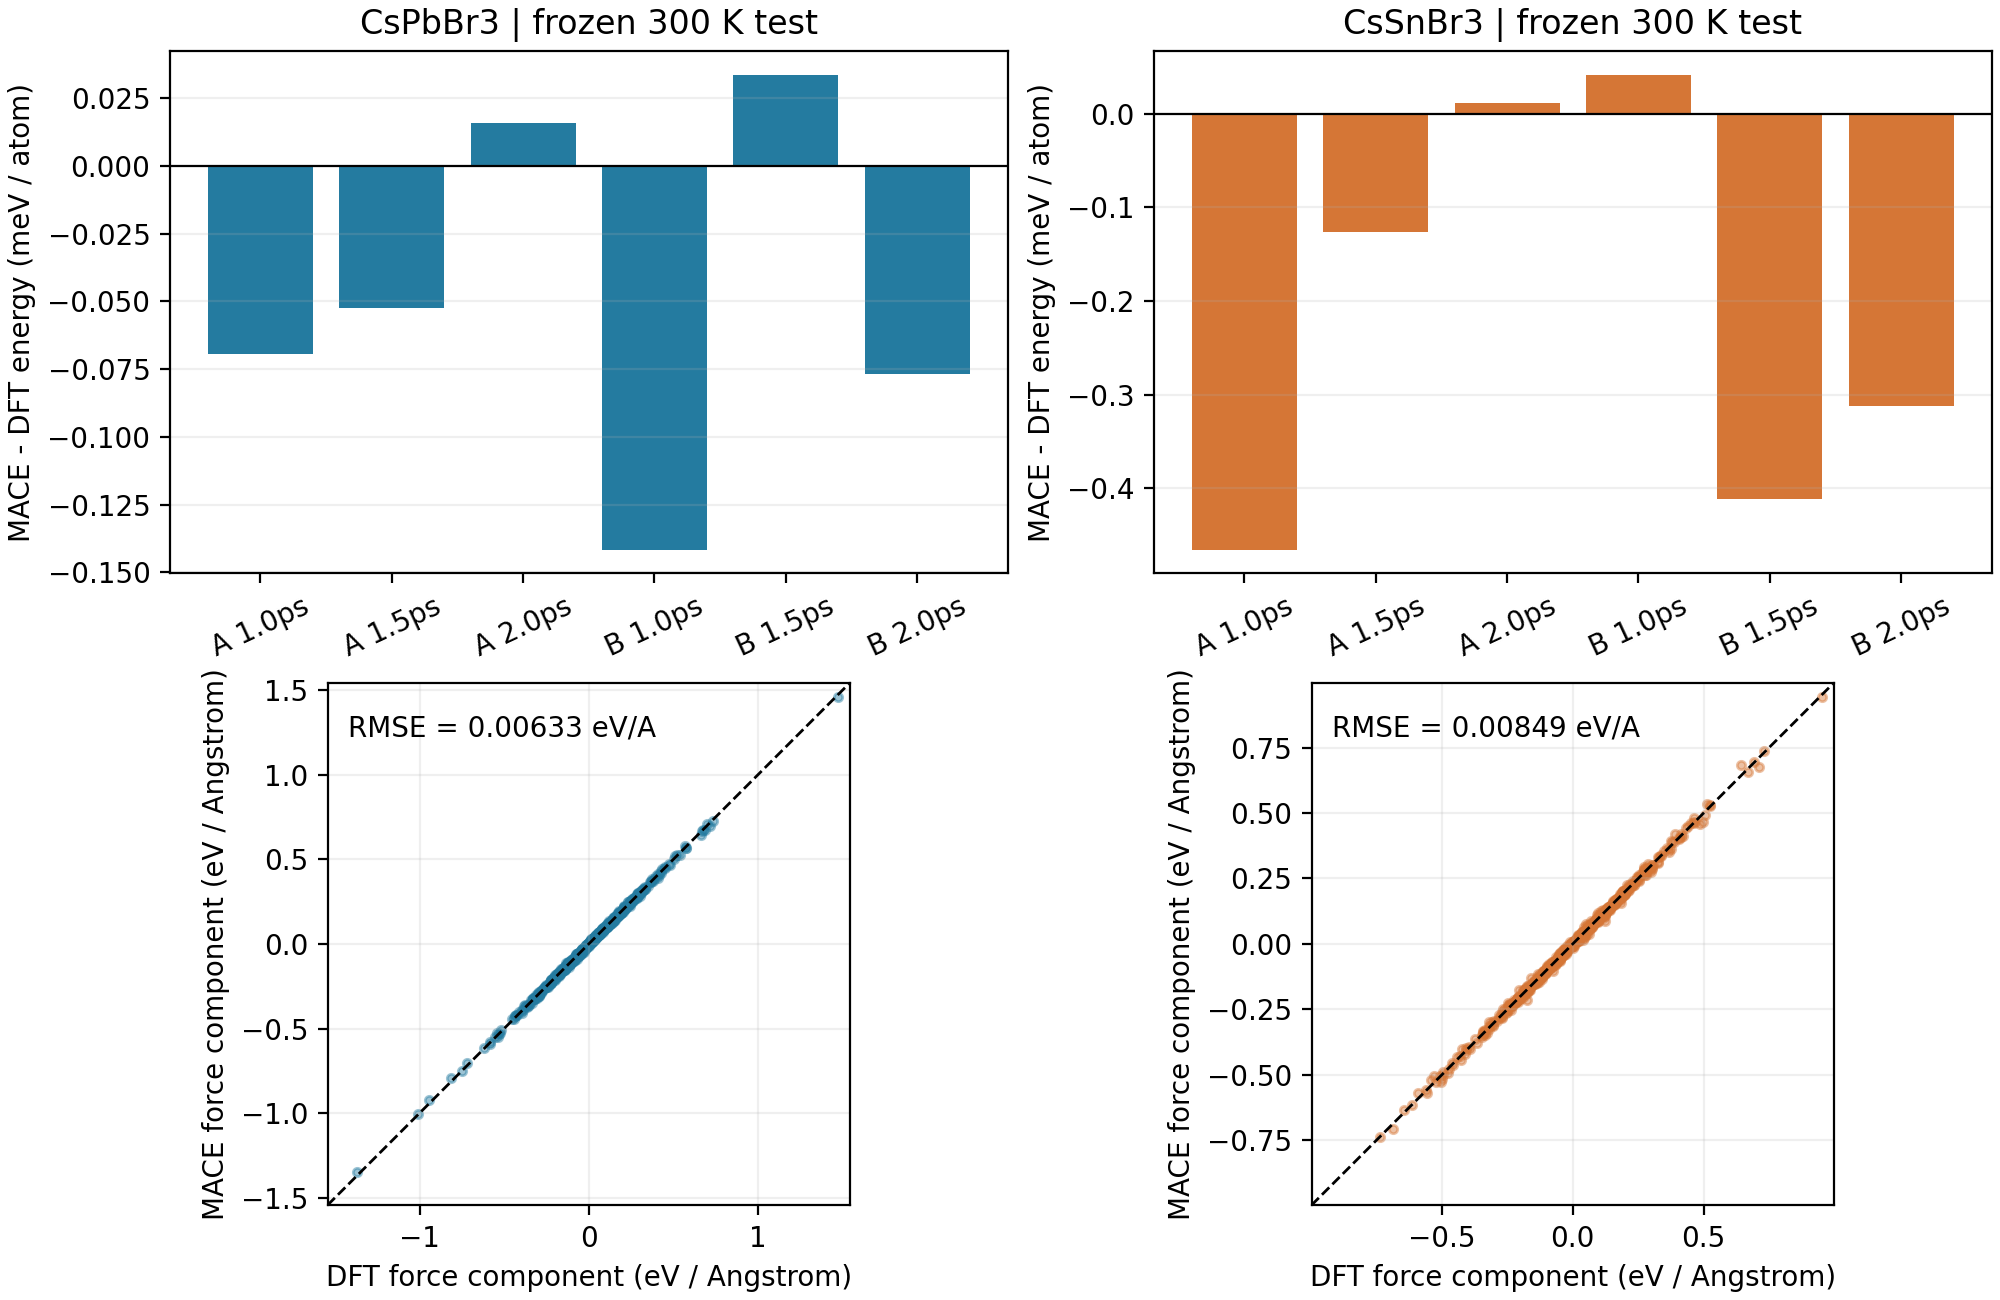 CsPbBr3 | frozen 300 K test
MACE - DFT energy (meV / atom)
0.025
0.000
−0.025
−0.050
−0.075
−0.100
−0.125
−0.150
A 1.0ps
A 1.5ps
A 2.0ps
B 1.0ps
B 1.5ps
B 2.0ps
CsSnBr3 | frozen 300 K test
MACE - DFT energy (meV / atom)
0.0
−0.1
−0.2
−0.3
−0.4
A 1.0ps
A 1.5ps
A 2.0ps
B 1.0ps
B 1.5ps
B 2.0ps
MACE force component (eV / Angstrom)
1.5
1.0
0.5
0.0
−0.5
−1.0
−1.5
RMSE = 0.00633 eV/A
−1
0
1
DFT force component (eV / Angstrom)
MACE force component (eV / Angstrom)
0.75
0.50
0.25
0.00
−0.25
−0.50
−0.75
RMSE = 0.00849 eV/A
−0.5
0.0
0.5
DFT force component (eV / Angstrom)